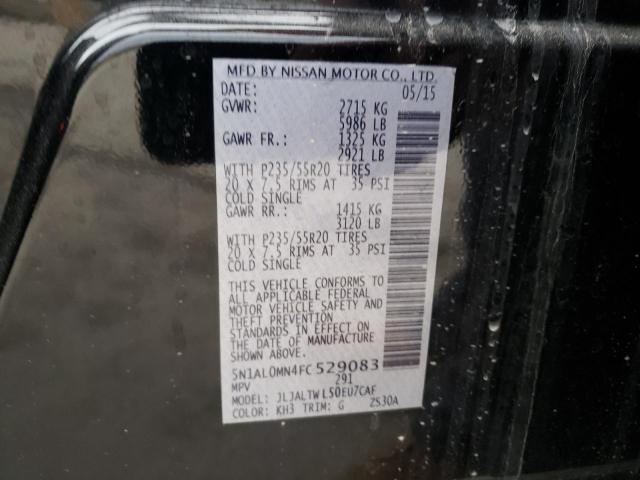 MFD BY NISSAN MOTOR CO., LTD.
DATE: 05/15
GVWR: 2715 KG
5986 LB
GAWR FR.: 1325 KG
2921 LB
WITH P235/55R20 TIRES
20 X 7.5 RIMS AT 35 PSI
COLD SINGLE
GAWR RR.: 1415 KG
3120 LB
WITH P235/55R20 TIRES
20 X 7.5 RIMS AT 35 PSI
COLD SINGLE
THIS VEHICLE CONFORMS TO
ALL APPLICABLE FEDERAL
MOTOR VEHICLE SAFETY AND
THEFT PREVENTION
STANDARDS IN EFFECT ON
THE DATE OF MANUFACTURE
SHOWN ABOVE.
5N1AL0MN4FC529083
MPV 291
MODEL: JLJALTWL50EU7CAF
COLOR: KH3 TRIM: G ZS30A